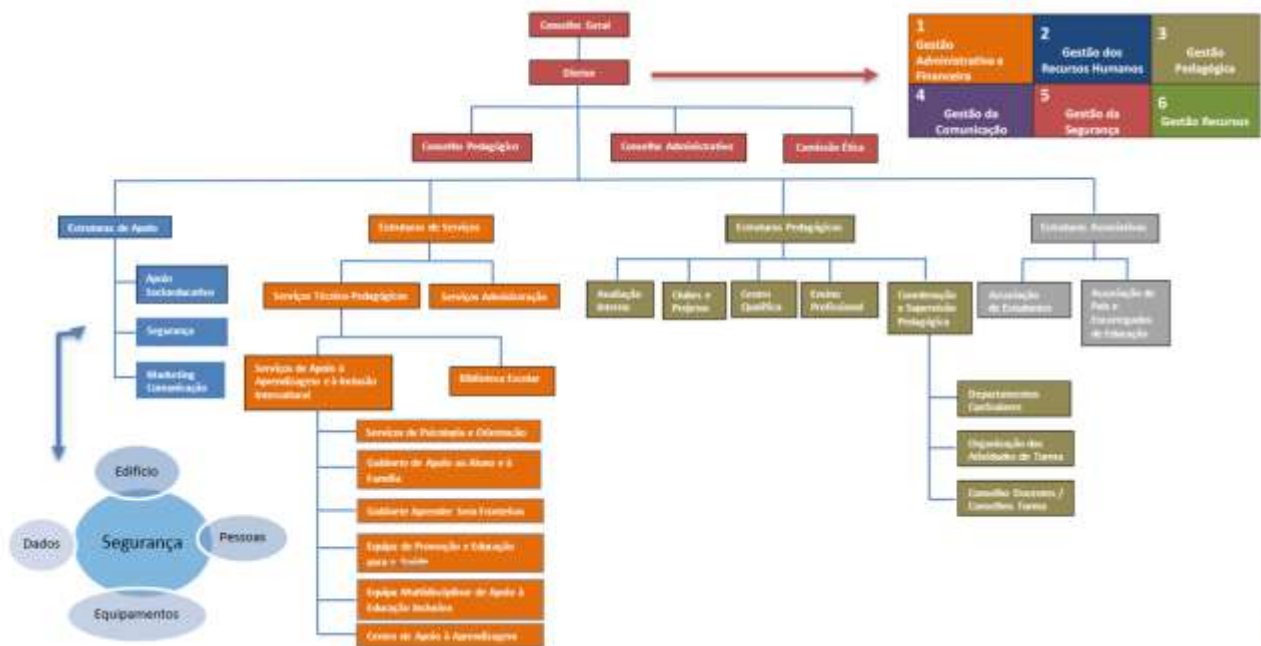 Conselho Geral
Diretor
1
Gestão
Administrativa e
Financeira
2
Gestão dos
Recursos Humanos
3
Gestão
Pedagógica
4
Gestão da
Comunicação
5
Gestão da
Segurança
6
Gestão Recursos
Conselho Pedagógico
Conselho Administrativo
Comissão Ética
Estruturas de Apoio
Estruturas de Serviços
Estruturas Pedagógicas
Estruturas Associativas
Apoio
Socioeducativo
Segurança
Marketing
Comunicação
Serviços Técnico-Pedagógicos
Serviços Administração
Serviços de Apoio à
Aprendizagem e à Inclusão
Intercultural
Biblioteca Escolar
Serviços de Psicologia e Orientação
Gabinete de Apoio ao Aluno e à
Família
Gabinete Aprender Sem Fronteiras
Equipa de Promoção e Educação
para a Saúde
Equipa Multidisciplinar de Apoio à
Educação Inclusiva
Centro de Apoio à Aprendizagem
Avaliação
Interna
Clubes e
Projetos
Centro
Qualifica
Ensino
Profissional
Coordenação
e Supervisão
Pedagógica
Departamentos
Curriculares
Organização das
Atividades de Turma
Conselho Docentes /
Conselhos Turma
Associação
de Estudantes
Associação de
Pais e
Encarregados
de Educação
Edifício
Dados
Segurança
Pessoas
Equipamentos